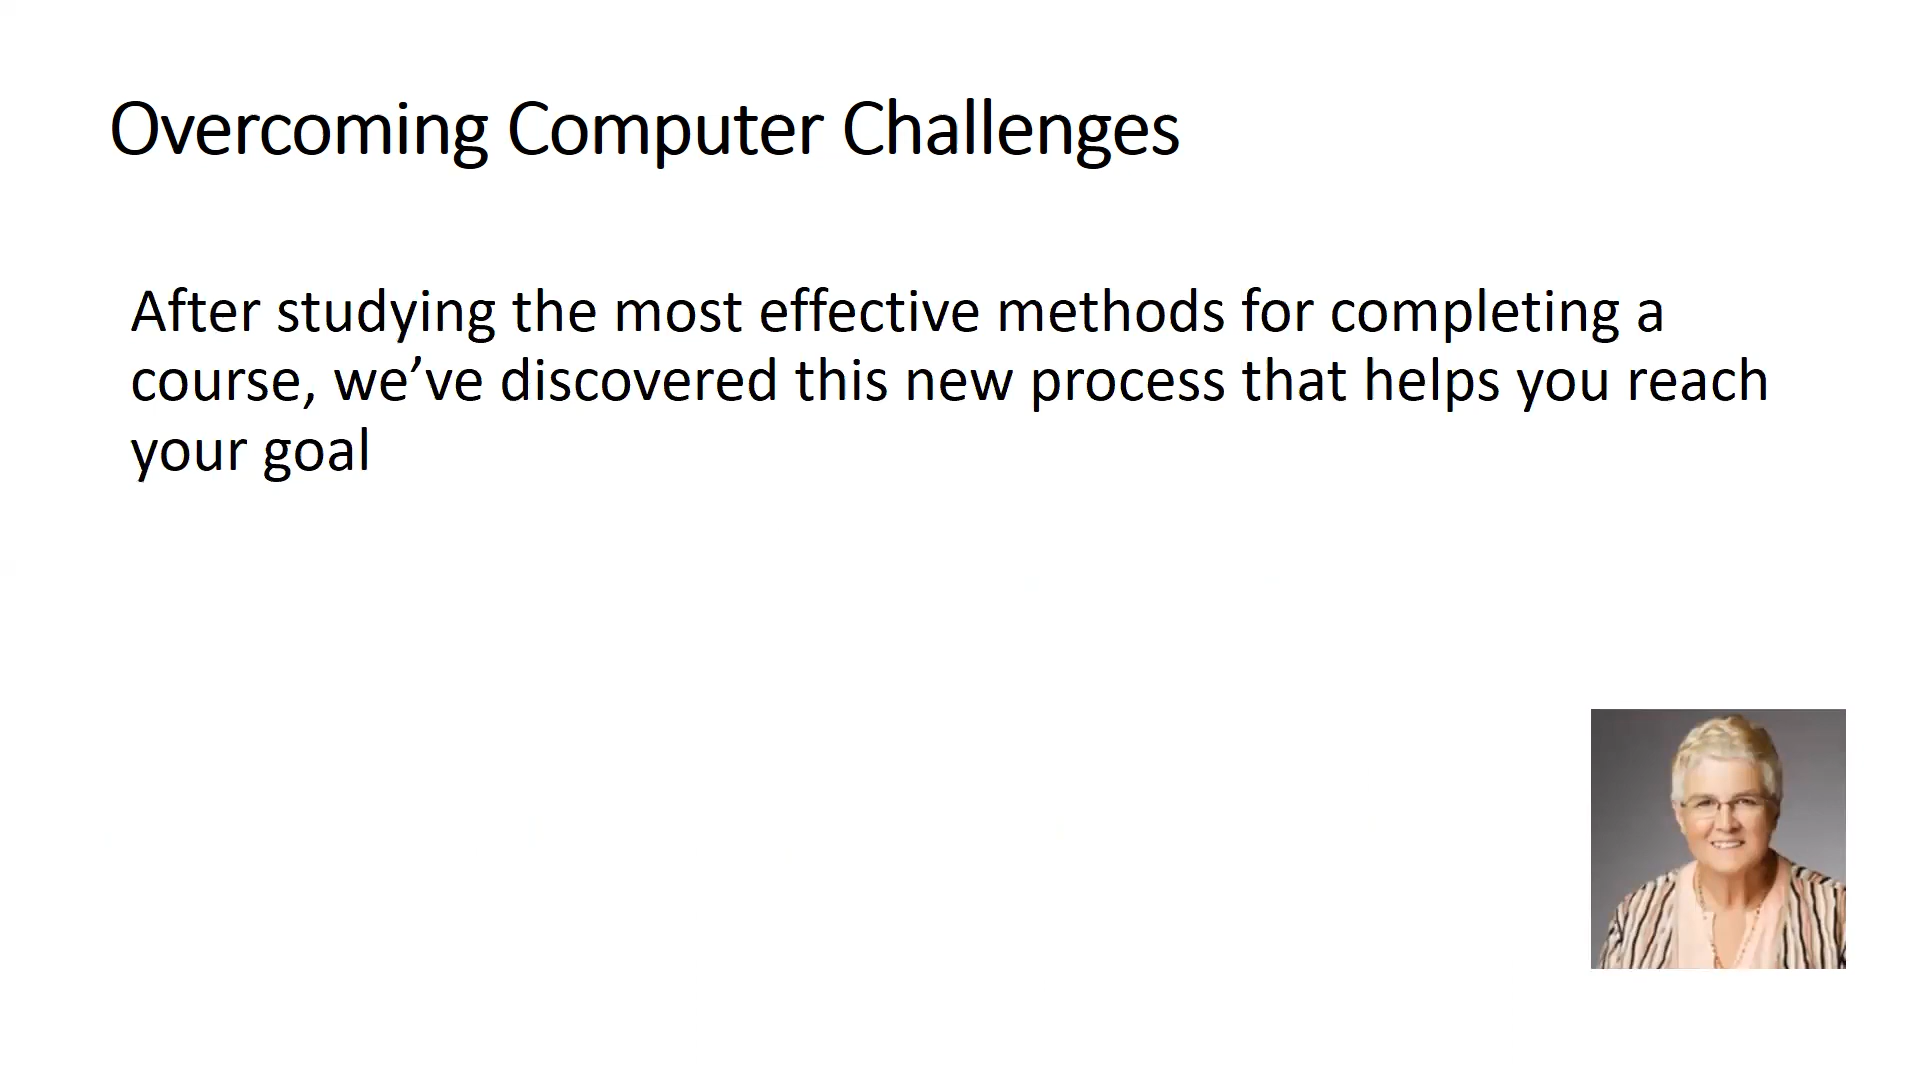 Overcoming Computer Challenges
After studying the most effective methods for completing a
course, we’ve discovered this new process that helps you reach
your goal